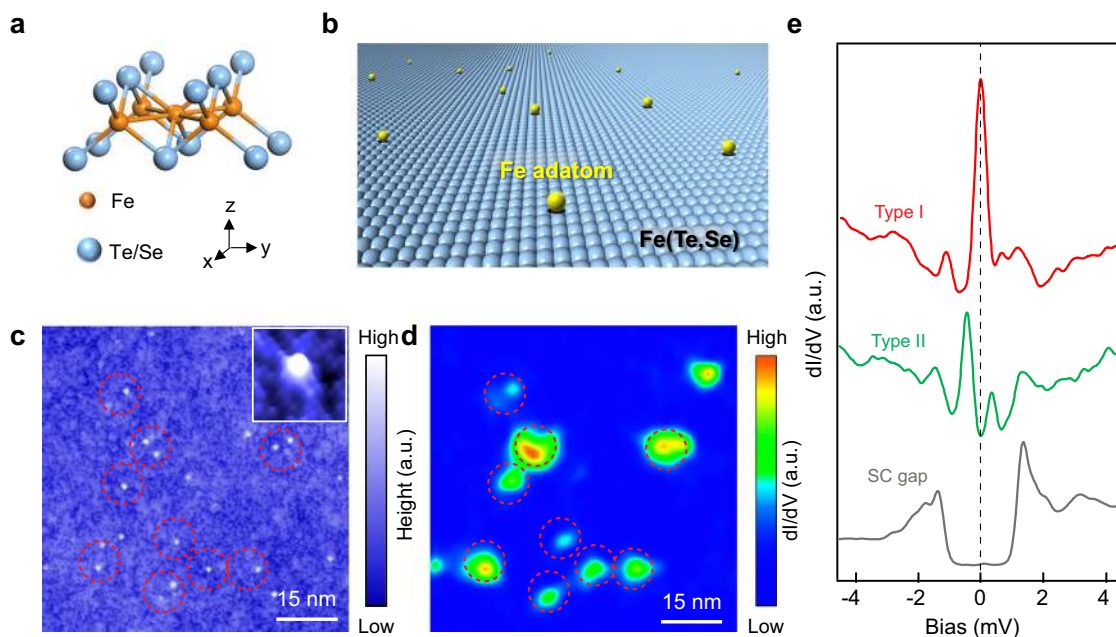 a
Fe
Te/Se
z
y
x
b
Fe adatom
Fe(Te,Se)
c
High
Height (a.u.)
Low
15 nm
d
High
dI/dV (a.u.)
Low
15 nm
e
Type I
Type II
SC gap
dI/dV (a.u.)
-4 -2 0 2 4
Bias (mV)